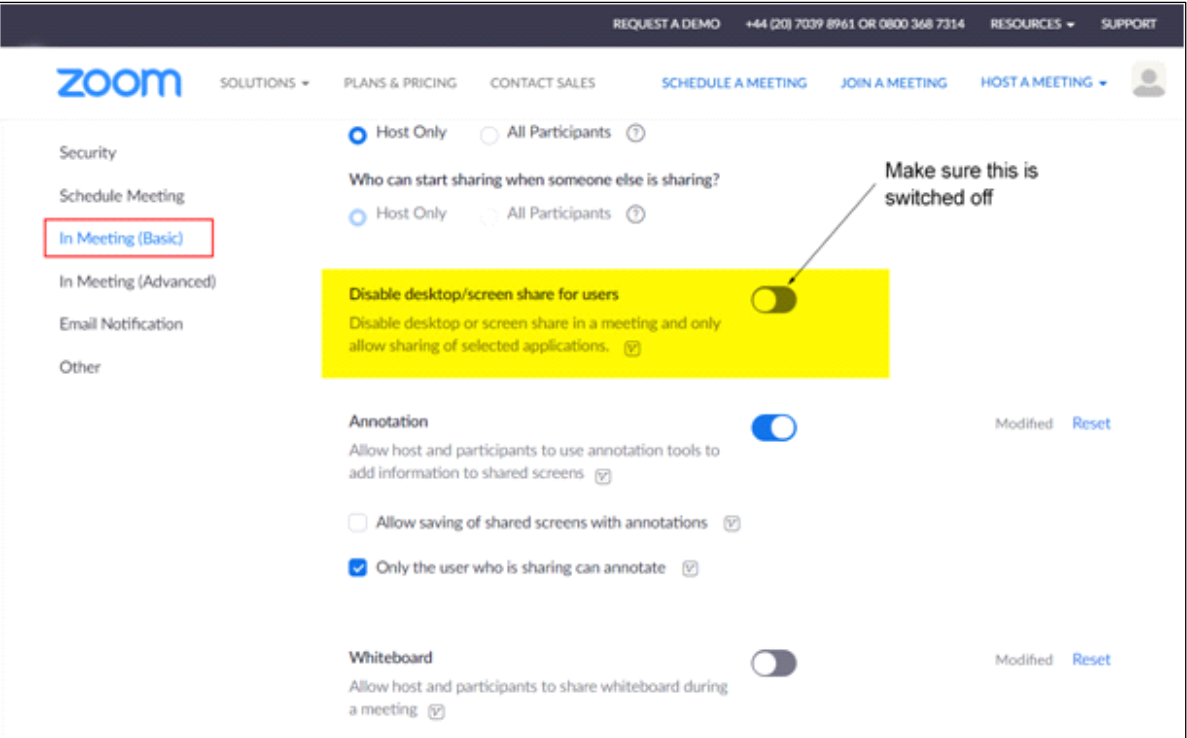 REQUEST A DEMO +44 (20) 7039 8961 OR 0800 368 7314 RESOURCES SUPPORT
zoom SOLUTIONS PLANS & PRICING CONTACT SALES SCHEDULE A MEETING JOIN A MEETING HOST A MEETING
Host Only All Participants
Security
Who can start sharing when someone else is sharing?
Make sure this is
switched off
Schedule Meeting
Host Only All Participants
In Meeting (Basic)
In Meeting (Advanced)
Disable desktop/screen share for users
Email Notification
Disable desktop or screen share in a meeting and only
allow sharing of selected applications.
Other
Annotation Modified Reset
Allow host and participants to use annotation tools to
add information to shared screens
Allow saving of shared screens with annotations
Only the user who is sharing can annotate
Whiteboard Modified Reset
Allow host and participants to share whiteboard during
a meeting